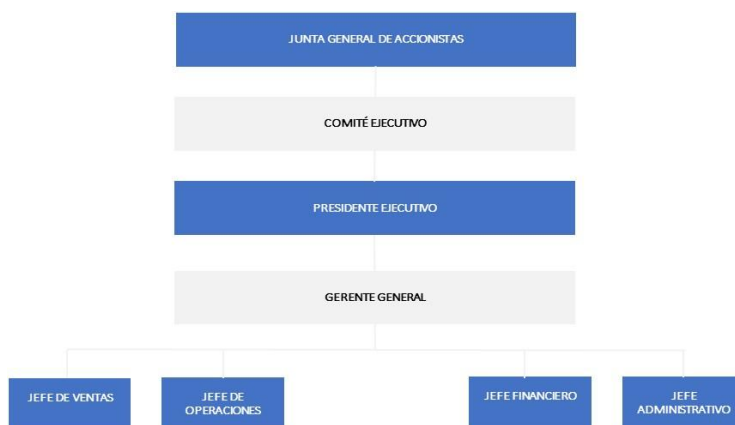 JUNTA GENERAL DE ACCIONISTAS
COMITÉ EJECUTIVO
PRESIDENTE EJECUTIVO
GERENTE GENERAL
JEFE DE VENTAS
JEFE DE
OPERACIONES
JEFE FINANCIERO
JEFE
ADMINISTRATIVO